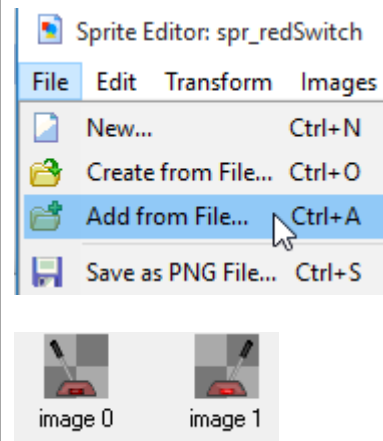 Sprite Editor: spr_redSwitch
File Edit Transform Images
New... Ctrl+N
Create from File... Ctrl+O
Add from File... Ctrl+A
Save as PNG File... Ctrl+S
image 0 image 1